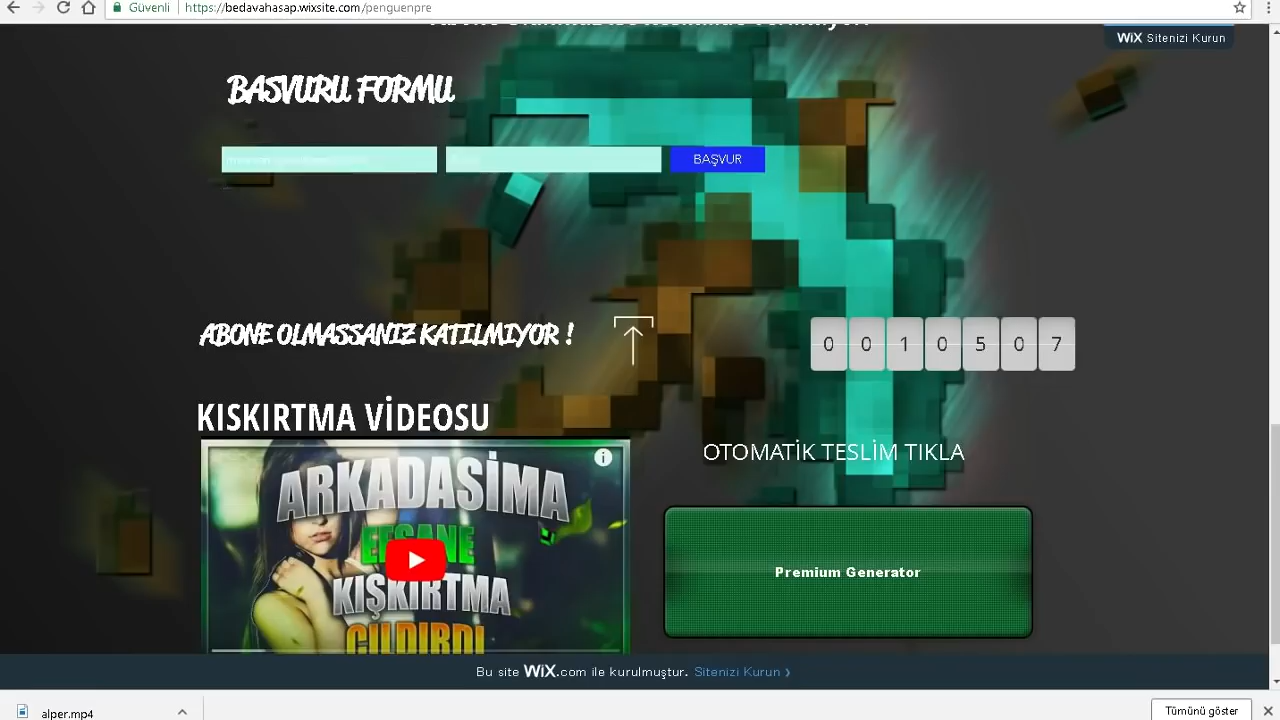 Güvenli
https://bedavahasap.wixsite.com/penguenpre
WiX Sitenizi Kurun
BASVURU FORMU
BAŞVUR
ABONE OLMASSANIZ KATILMIYOR !
0 0 1 0 5 0 7
KISKIRTMA VİDEOSU
OTOMATİK TESLİM TIKLA
ARKADASİMA
EFSANE
KIŞKIRTMA
ÇILDIRDI
Premium Generator
Bu site WiX.com ile kurulmuştur. Sitenizi Kurun ›
alper.mp4
Tümünü göster